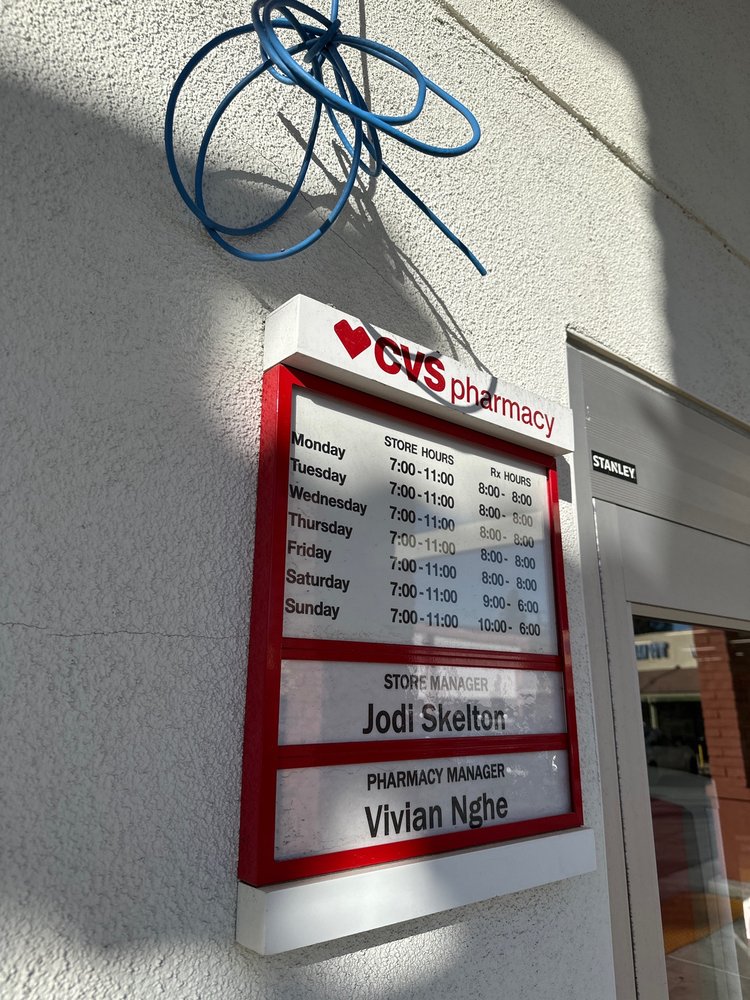 CVS pharmacy
STORE HOURS Rx HOURS
Monday 7:00 - 11:00 8:00 - 8:00
Tuesday 7:00 - 11:00 8:00 - 8:00
Wednesday 7:00 - 11:00 8:00 - 8:00
Thursday 7:00 - 11:00 8:00 - 8:00
Friday 7:00 - 11:00 8:00 - 8:00
Saturday 7:00 - 11:00 9:00 - 6:00
Sunday 7:00 - 11:00 10:00 - 6:00
STORE MANAGER
Jodi Skelton
PHARMACY MANAGER
Vivian Nghe
STANLEY